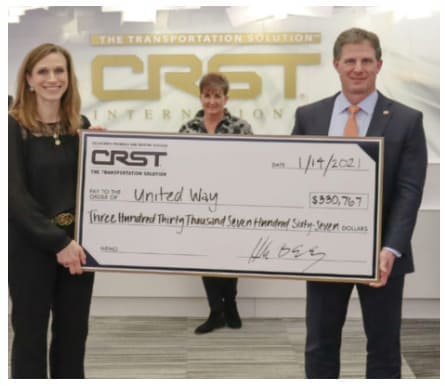 THE TRANSPORTATION SOLUTION
CRST
INTERNATIONAL
CRST
THE TRANSPORTATION SOLUTION
DATE 1/14/2021
PAY TO THE
ORDER OF United Way $330,767
Three Hundred Thirty Thousand Seven Hundred Sixty-Seven DOLLARS
MEMO